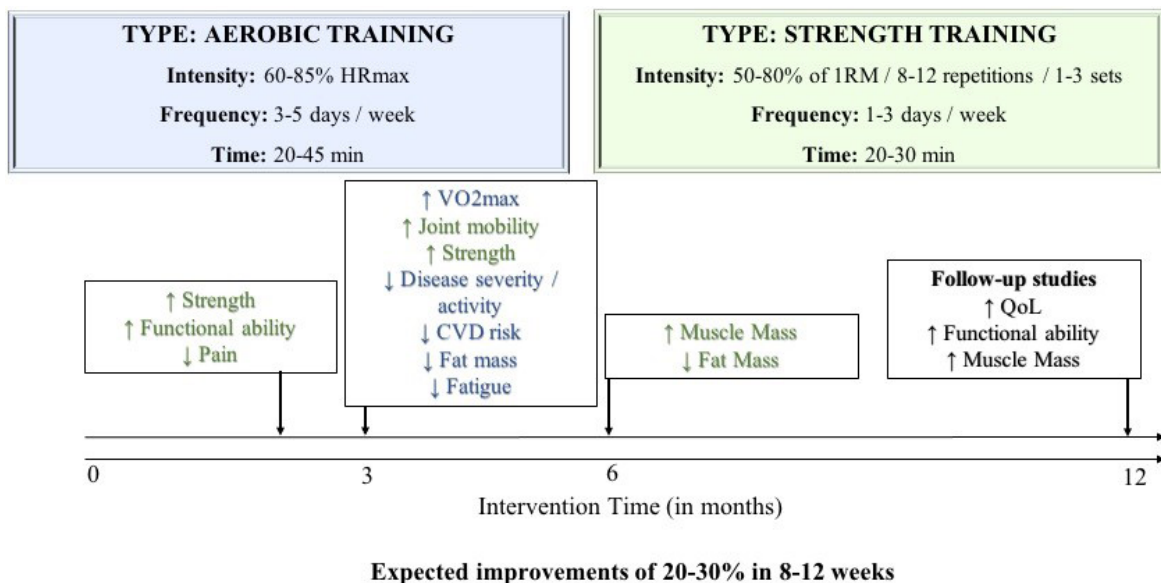 TYPE: AEROBIC TRAINING
Intensity: 60-85% HRmax
Frequency: 3-5 days / week
Time: 20-45 min
TYPE: STRENGTH TRAINING
Intensity: 50-80% of 1RM / 8-12 repetitions / 1-3 sets
Frequency: 1-3 days / week
Time: 20-30 min
↑ Strength
↑ Functional ability
↓ Pain
↑ VO2max
↑ Joint mobility
↑ Strength
↓ Disease severity /
activity
↓ CVD risk
↓ Fat mass
↓ Fatigue
↑ Muscle Mass
↓ Fat Mass
Follow-up studies
↑ QoL
↑ Functional ability
↑ Muscle Mass
0 3 6 12
Intervention Time (in months)
Expected improvements of 20-30% in 8-12 weeks